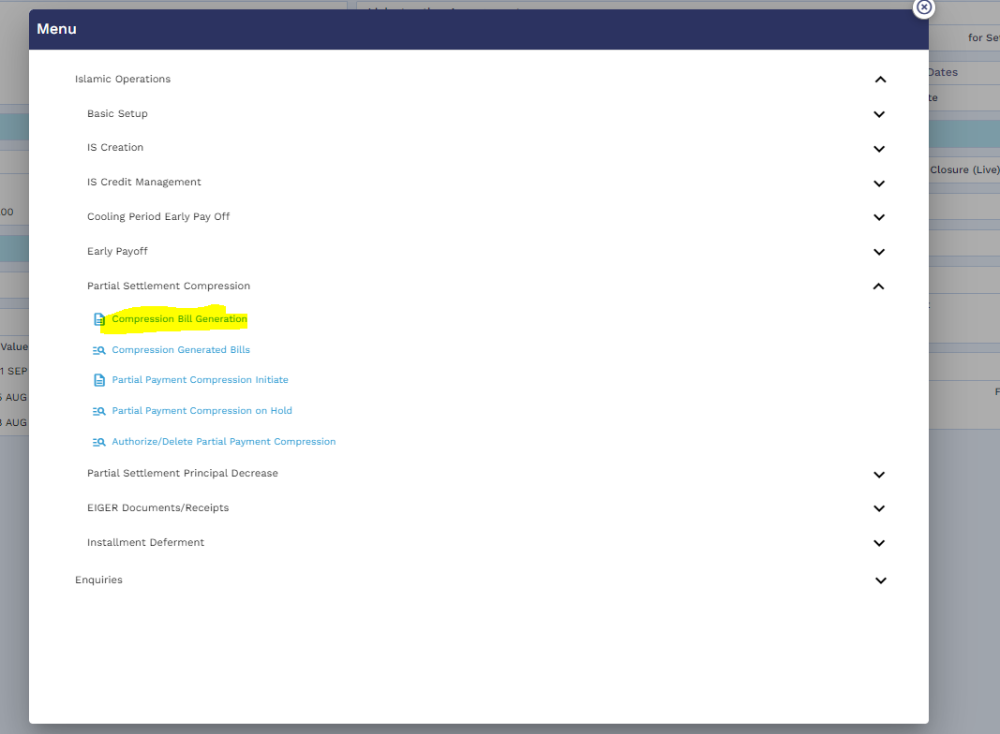 Menu
for Se
Dates
te
Islamic Operations
Basic Setup
IS Creation
IS Credit Management
Closure (Live)
00
Cooling Period Early Pay Off
Early Payoff
Partial Settlement Compression
Compression Bill Generation
Value
Compression Generated Bills
1 SEP
Partial Payment Compression Initiate
AUG
Partial Payment Compression on Hold
AUG
Authorize/Delete Partial Payment Compression
Partial Settlement Principal Decrease
EIGER Documents/Receipts
Installment Deferment
Enquiries